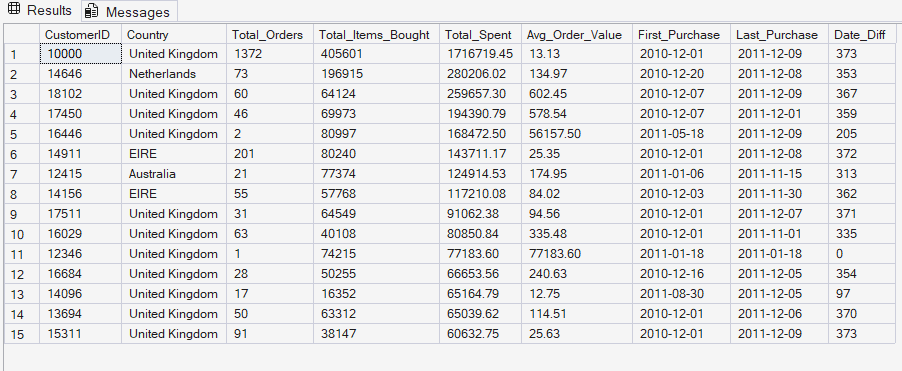 Results Messages
CustomerID Country Total_Orders Total_Items_Bought Total_Spent Avg_Order_Value First_Purchase Last_Purchase Date_Diff
1 10000 United Kingdom 1372 405601 1716719.45 13.13 2010-12-01 2011-12-09 373
2 14646 Netherlands 73 196915 280206.02 134.97 2010-12-20 2011-12-08 353
3 18102 United Kingdom 60 64124 259657.30 602.45 2010-12-07 2011-12-09 367
4 17450 United Kingdom 46 69973 194390.79 578.54 2010-12-07 2011-12-01 359
5 16446 United Kingdom 2 80997 168472.50 56157.50 2011-05-18 2011-12-09 205
6 14911 EIRE 201 80240 143711.17 25.35 2010-12-01 2011-12-08 372
7 12415 Australia 21 77374 124914.53 174.95 2011-01-06 2011-11-15 313
8 14156 EIRE 55 57768 117210.08 84.02 2010-12-03 2011-11-30 362
9 17511 United Kingdom 31 64549 91062.38 94.56 2010-12-01 2011-12-07 371
10 16029 United Kingdom 63 40108 80850.84 335.48 2010-12-01 2011-11-01 335
11 12346 United Kingdom 1 74215 77183.60 77183.60 2011-01-18 2011-01-18 0
12 16684 United Kingdom 28 50255 66653.56 240.63 2010-12-16 2011-12-05 354
13 14096 United Kingdom 17 16352 65164.79 12.75 2011-08-30 2011-12-05 97
14 13694 United Kingdom 50 63312 65039.62 114.51 2010-12-01 2011-12-06 370
15 15311 United Kingdom 91 38147 60632.75 25.63 2010-12-01 2011-12-09 373